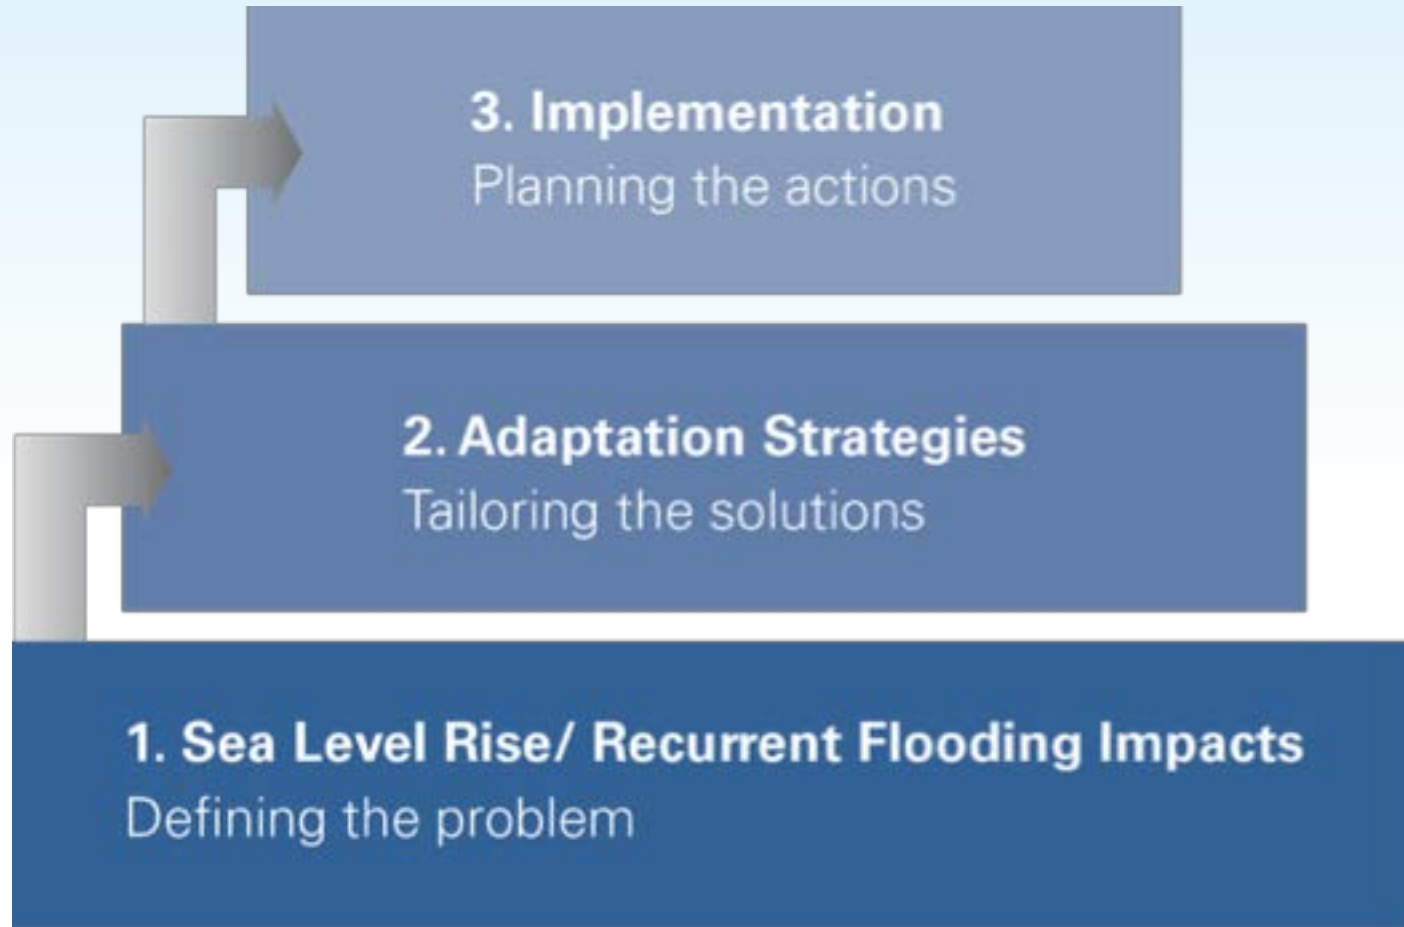 3. Implementation
Planning the actions
2. Adaptation Strategies
Tailoring the solutions
1. Sea Level Rise/ Recurrent Flooding Impacts
Defining the problem